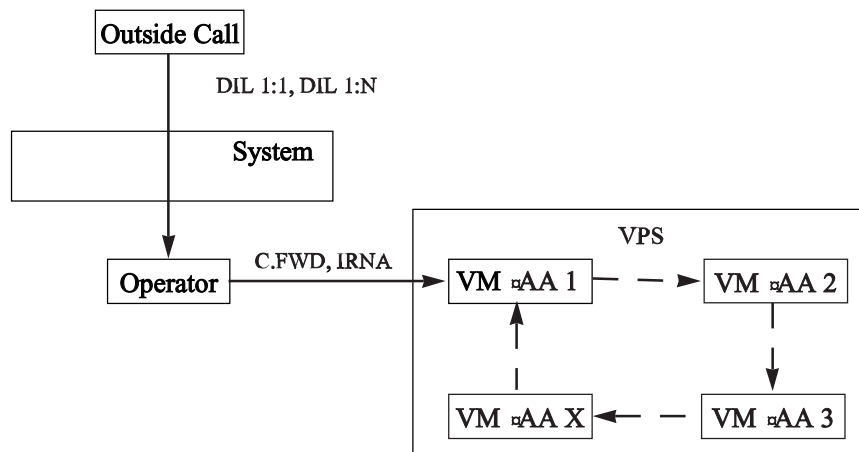 Outside Call
DIL 1:1, DIL 1:N
System
VPS
C.FWD, IRNA
Operator
VM ¤AA 1
VM ¤AA 2
VM ¤AA X
VM ¤AA 3